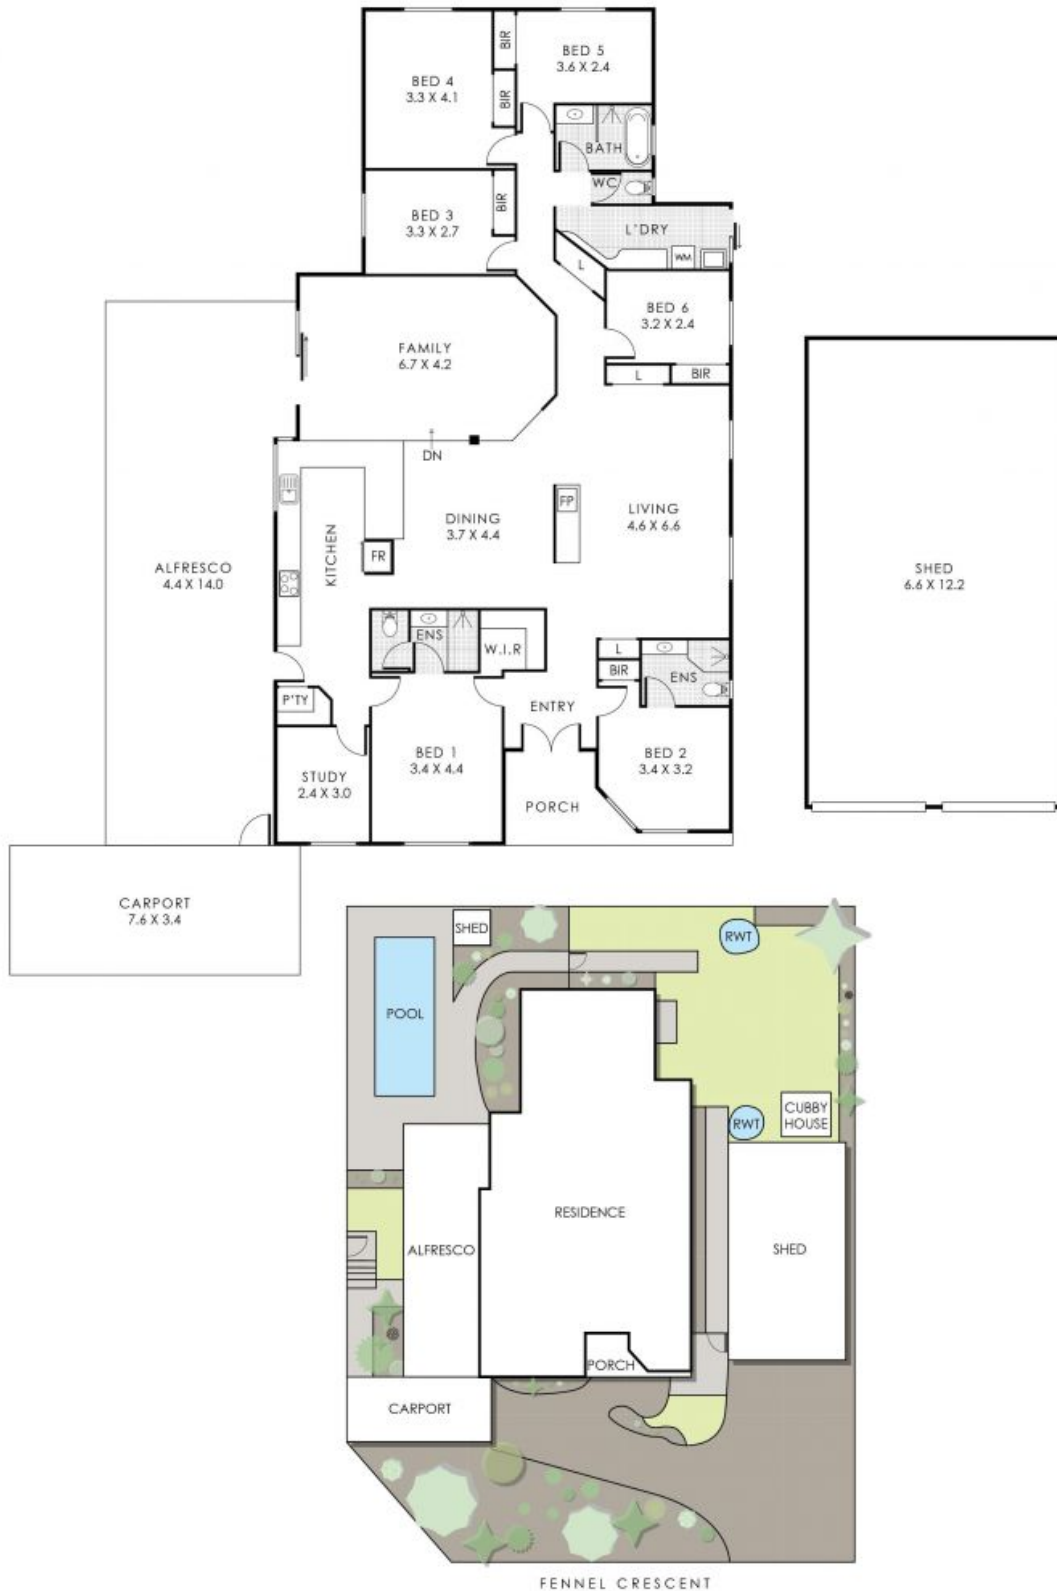 BED 4
3.3 X 4.1
BIR
BIR
BED 5
3.6 X 2.4
BATH
WC
BED 3
3.3 X 2.7
BIR
L'DRY
WM
L
BED 6
3.2 X 2.4
L
BIR
FAMILY
6.7 X 4.2
DN
KITCHEN
FR
DINING
3.7 X 4.4
FP
LIVING
4.6 X 6.6
ALFRESCO
4.4 X 14.0
SHED
6.6 X 12.2
ENS
W.I.R
L
BIR
ENS
P'TY
ENTRY
STUDY
2.4 X 3.0
BED 1
3.4 X 4.4
PORCH
BED 2
3.4 X 3.2
CARPORT
7.6 X 3.4
SHED
RWT
POOL
RWT
CUBBY
HOUSE
RESIDENCE
ALFRESCO
SHED
PORCH
CARPORT
FENNEL CRESCENT